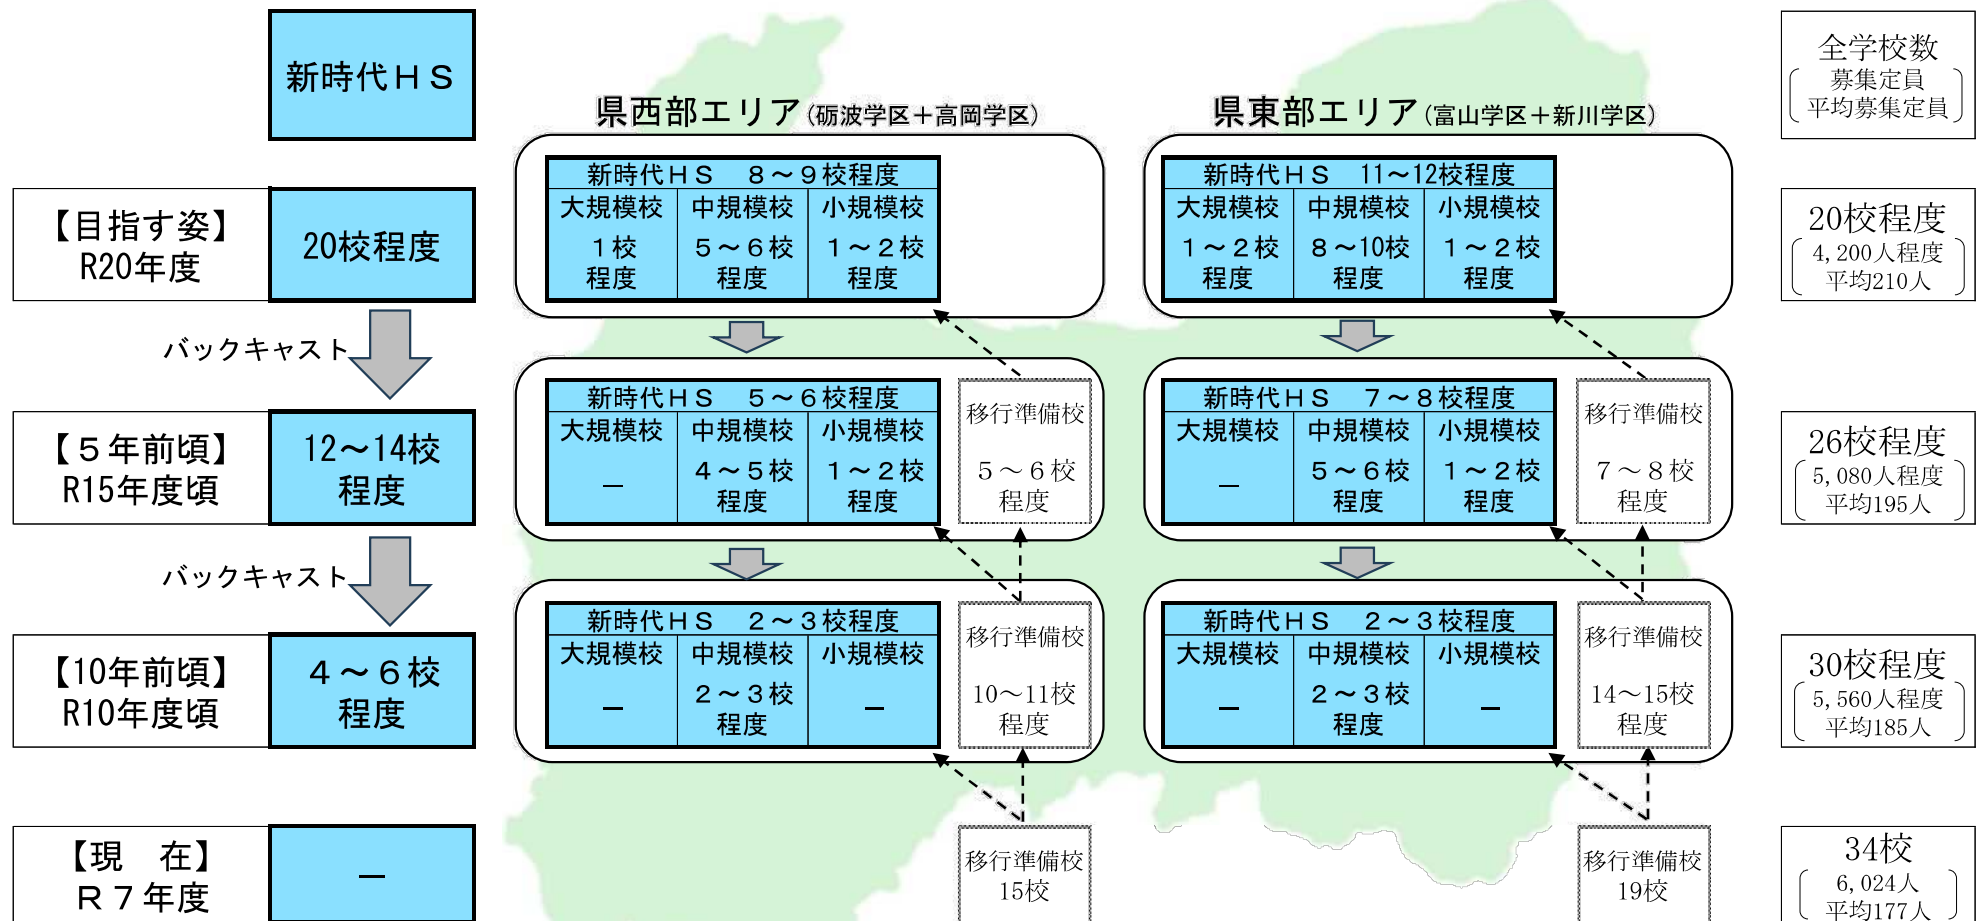 新時代ＨＳ
全学校数
募集定員
平均募集定員
県西部エリア(砺波学区＋高岡学区)
県東部エリア(富山学区＋新川学区)
【目指す姿】
R20年度
20校程度
新時代ＨＳ　８～９校程度
大規模校
１校
程度
中規模校
５～６校
程度
小規模校
１～２校
程度
新時代ＨＳ　11～12校程度
大規模校
１～２校
程度
中規模校
８～10校
程度
小規模校
１～２校
程度
20校程度
4,200人程度
平均210人
バックキャスト
【５年前頃】
R15年度頃
12～14校
程度
新時代ＨＳ　５～６校程度
大規模校
－
中規模校
４～５校
程度
小規模校
１～２校
程度
移行準備校
５～６校
程度
新時代ＨＳ　７～８校程度
大規模校
－
中規模校
５～６校
程度
小規模校
１～２校
程度
移行準備校
７～８校
程度
26校程度
5,080人程度
平均195人
バックキャスト
【10年前頃】
R10年度頃
４～６校
程度
新時代ＨＳ　２～３校程度
大規模校
－
中規模校
２～３校
程度
小規模校
－
移行準備校
10～11校
程度
新時代ＨＳ　２～３校程度
大規模校
－
中規模校
２～３校
程度
小規模校
－
移行準備校
14～15校
程度
30校程度
5,560人程度
平均185人
【現　在】
Ｒ７年度
－
移行準備校
15校
移行準備校
19校
34校
6,024人
平均177人